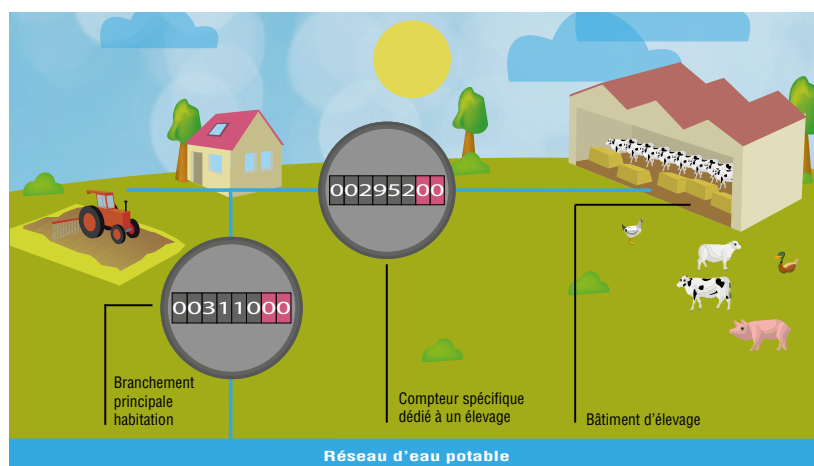 00295200
00311000
Branchement
principale
habitation
Compteur spécifique
dédié à un élevage
Bâtiment d'élevage
Réseau d'eau potable